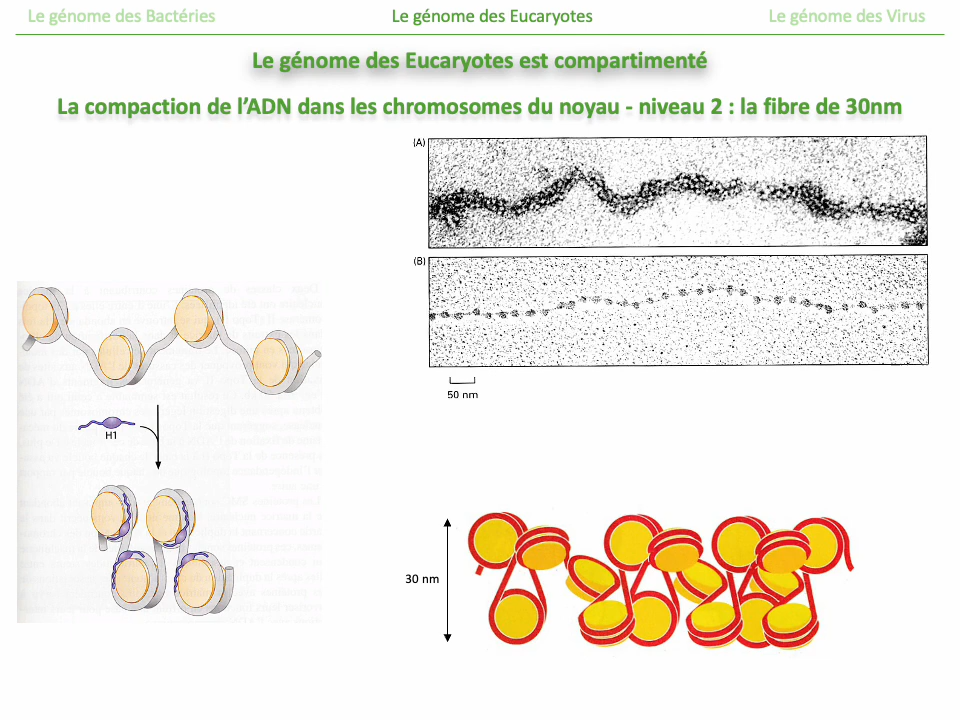 Le génome des Bactéries
Le génome des Eucaryotes
Le génome des Virus
Le génome des Eucaryotes est compartimenté
La compaction de l’ADN dans les chromosomes du noyau - niveau 2 : la fibre de 30nm
(A)
(B)
50 nm
H1
30 nm